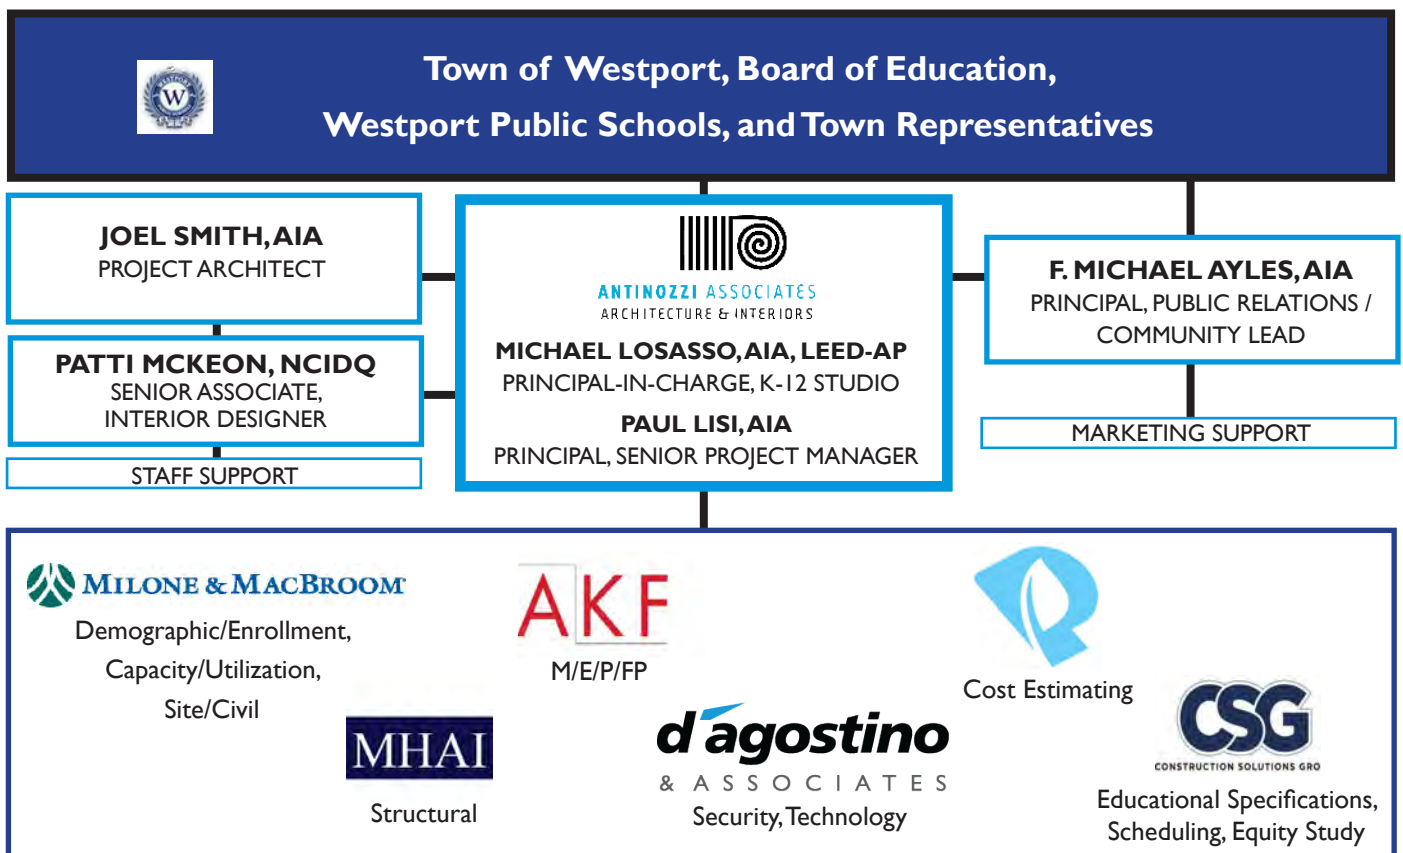 Town of Westport, Board of Education,
Westport Public Schools, and Town Representatives
W
JOEL SMITH, AIA
PROJECT ARCHITECT
PATTI MCKEON, NCIDQ
SENIOR ASSOCIATE,
INTERIOR DESIGNER
STAFF SUPPORT
ANTINOZZI ASSOCIATES
ARCHITECTURE & INTERIORS
MICHAEL LOSASSO, AIA, LEED-AP
PRINCIPAL-IN-CHARGE, K-12 STUDIO
PAUL LISI, AIA
PRINCIPAL, SENIOR PROJECT MANAGER
F. MICHAEL AYLES, AIA
PRINCIPAL, PUBLIC RELATIONS /
COMMUNITY LEAD
MARKETING SUPPORT
MILONE & MACBROOM
Demographic/Enrollment,
Capacity/Utilization,
Site/Civil
MHAI
Structural
AKF
M/E/P/FP
d'agostino
& ASSOCIATES
Security, Technology
Cost Estimating
CSG
CONSTRUCTION SOLUTIONS GRO
Educational Specifications,
Scheduling, Equity Study